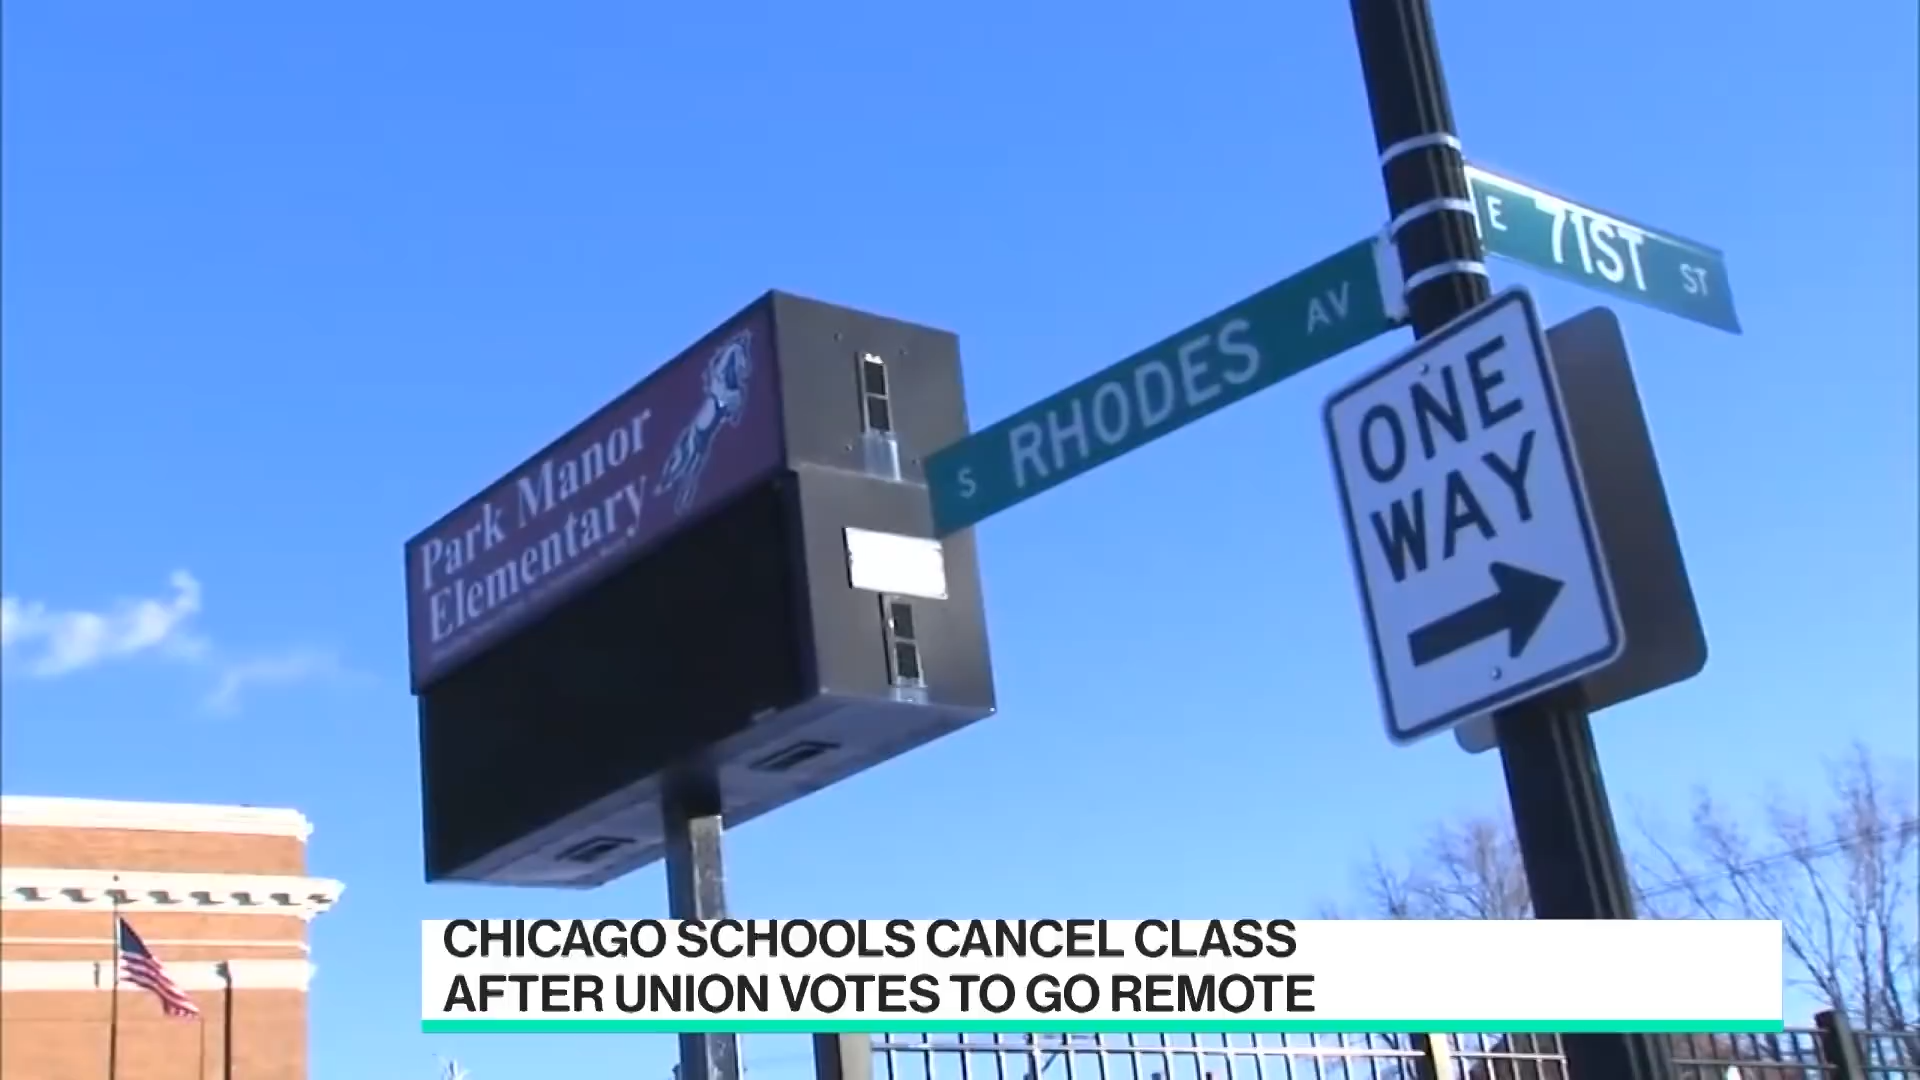 Park Manor
Elementary
S RHODES AV
E 71ST ST
ONE
WAY
CHICAGO SCHOOLS CANCEL CLASS
AFTER UNION VOTES TO GO REMOTE